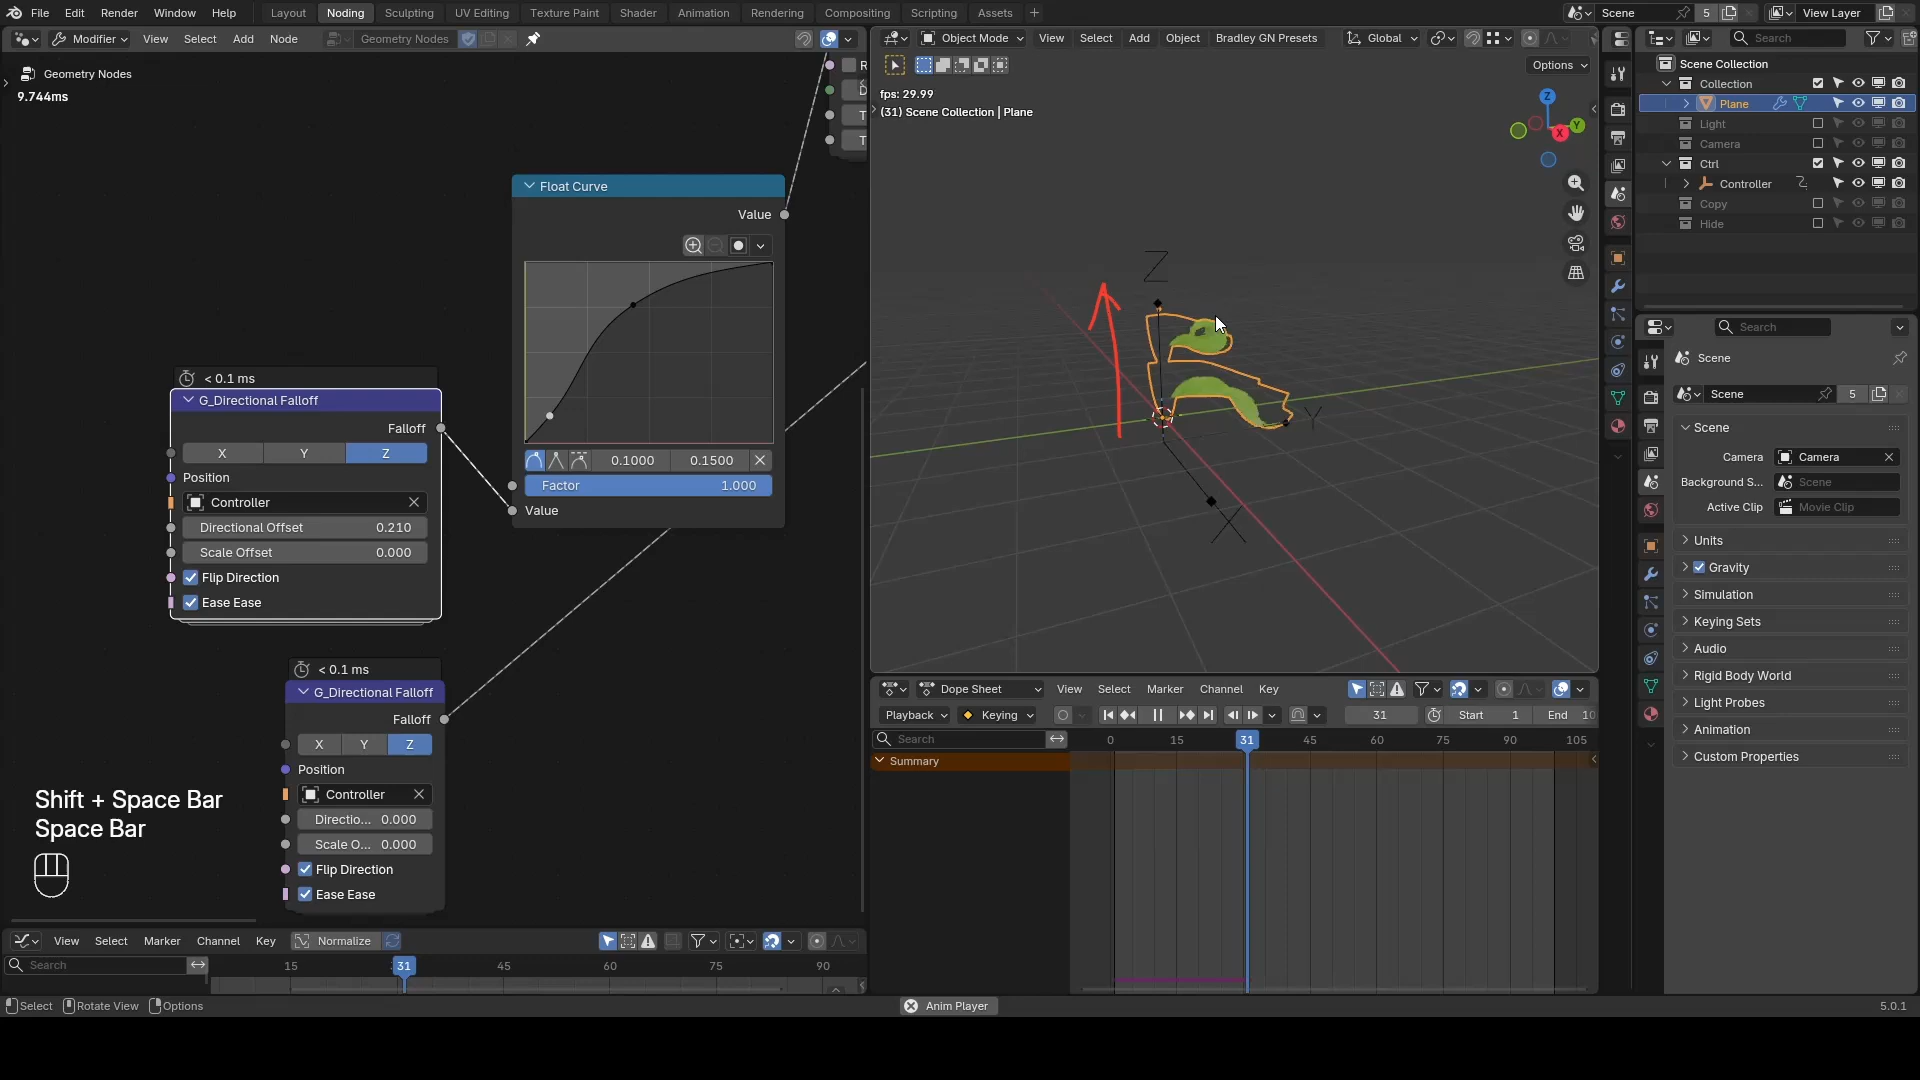 File Edit Render Window Help Layout Noding Sculpting UV Editing Texture Paint Shader Animation Rendering Compositing Scripting Assets + Scene 5 View Layer
Modifier View Select Add Node Geometry Nodes
Object Mode View Select Add Object Bradley GN Presets Global
Search
Geometry Nodes
9.744ms
Options
fps: 29.99
(31) Scene Collection | Plane
Scene Collection
Collection
Plane
Light
Camera
Ctrl
Controller
Copy
Hide
Z
Y
X
Float Curve
Value
0.1000 0.1500
Factor 1.000
Value
< 0.1 ms
G_Directional Falloff
Falloff
X Y Z
Position
Controller
Directional Offset 0.210
Scale Offset 0.000
Flip Direction
Ease Ease
< 0.1 ms
G_Directional Falloff
Falloff
X Y Z
Position
Controller
Directio... 0.000
Scale O... 0.000
Flip Direction
Ease Ease
Shift + Space Bar
Space Bar
Z
Y
X
Search
Scene
Scene 5
Scene
Camera Camera
Background S... Scene
Active Clip Movie Clip
Units
Gravity
Simulation
Keying Sets
Audio
Rigid Body World
Light Probes
Animation
Custom Properties
Dope Sheet View Select Marker Channel Key
Playback Keying 31 Start 1 End 10
Search 0 15 31 45 60 75 90 105
Summary
View Select Marker Channel Key Normalize
Search 15 31 45 60 75 90
Select Rotate View Options Anim Player 5.0.1